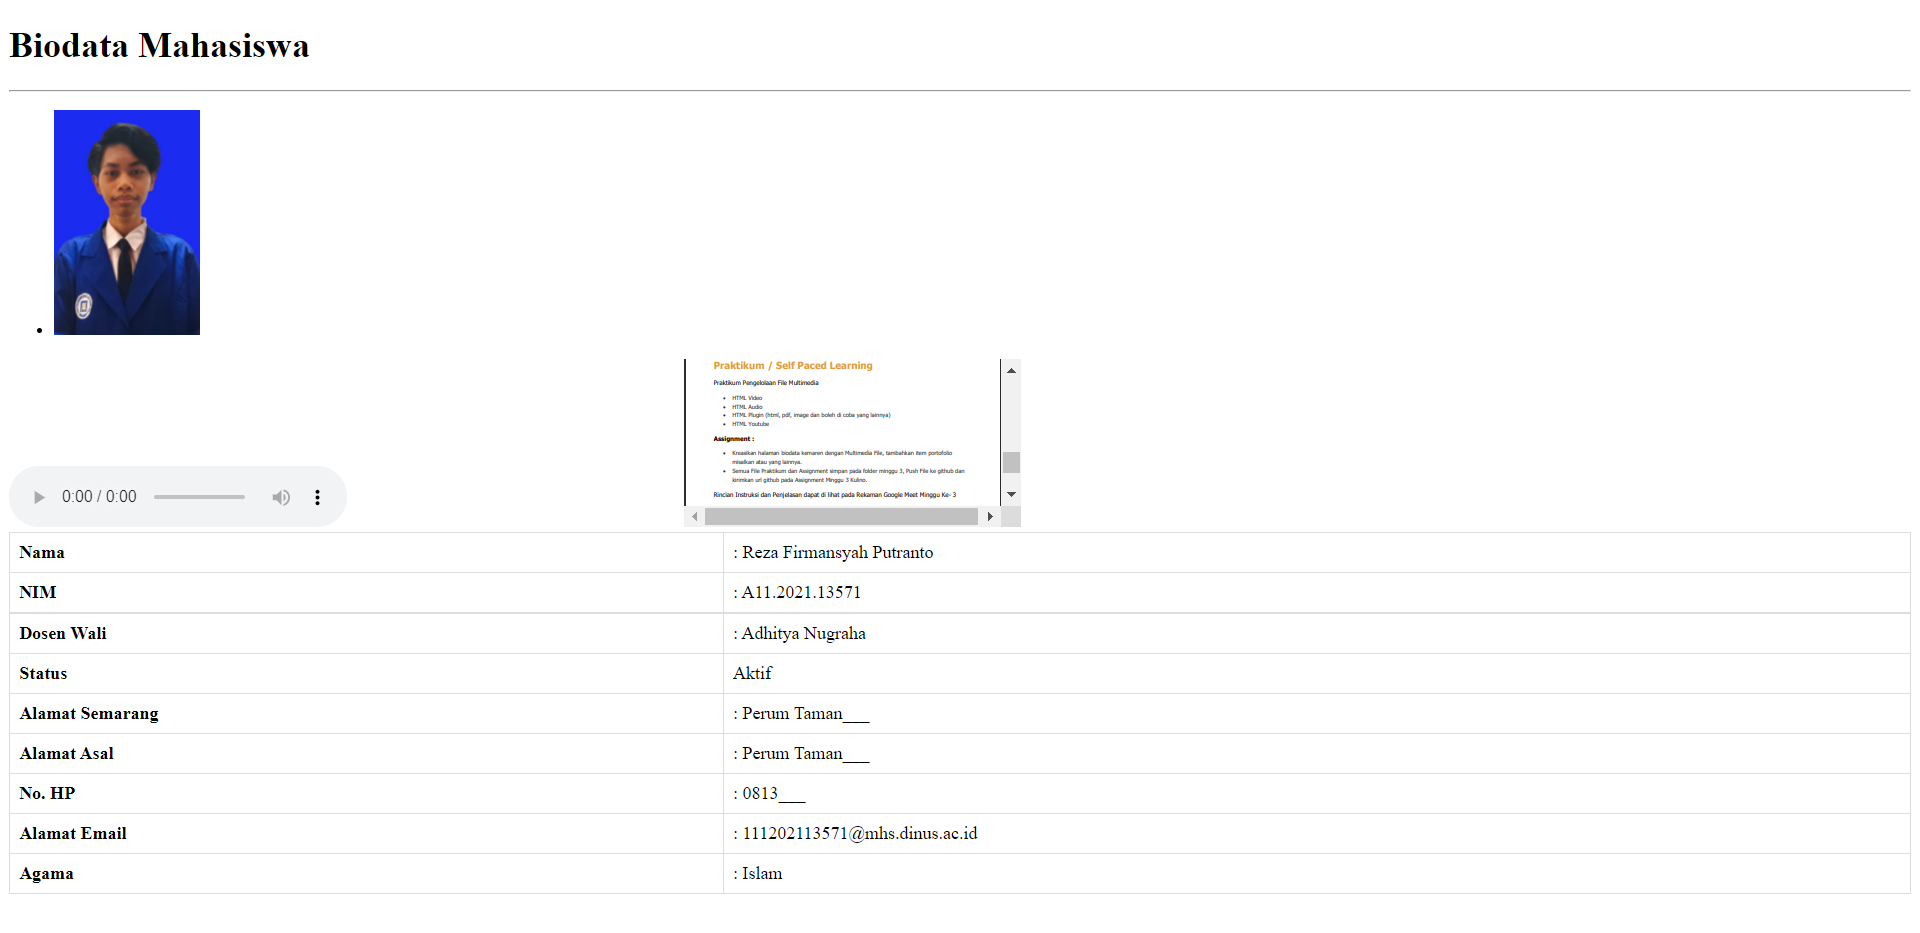 Biodata Mahasiswa
Praktikum / Self Paced Learning
Praktikum Pengelolaan File Multimedia
• HTML Video
• HTML Audio
• HTML Plugin (html, pdf, image dan boleh di coba yang lainnya)
• HTML Youtube
Assignment :
• Kreasikan halaman biodata kemaren dengan Multimedia File, tambahkan item portofolio
misalkan atau yang lainnya.
• Semua File Praktikum dan Assignment simpan pada folder minggu 3, Push File ke github dan
kirimkan url github pada Assignment Minggu 3 Kulino.
Rincian Instruksi dan Penjelasan dapat di lihat pada Rekaman Google Meet Minggu Ke- 3
0:00 / 0:00
Nama : Reza Firmansyah Putranto
NIM : A11.2021.13571
Dosen Wali : Adhitya Nugraha
Status Aktif
Alamat Semarang : Perum Taman___
Alamat Asal : Perum Taman___
No. HP : 0813___
Alamat Email : 111202113571@mhs.dinus.ac.id
Agama : Islam